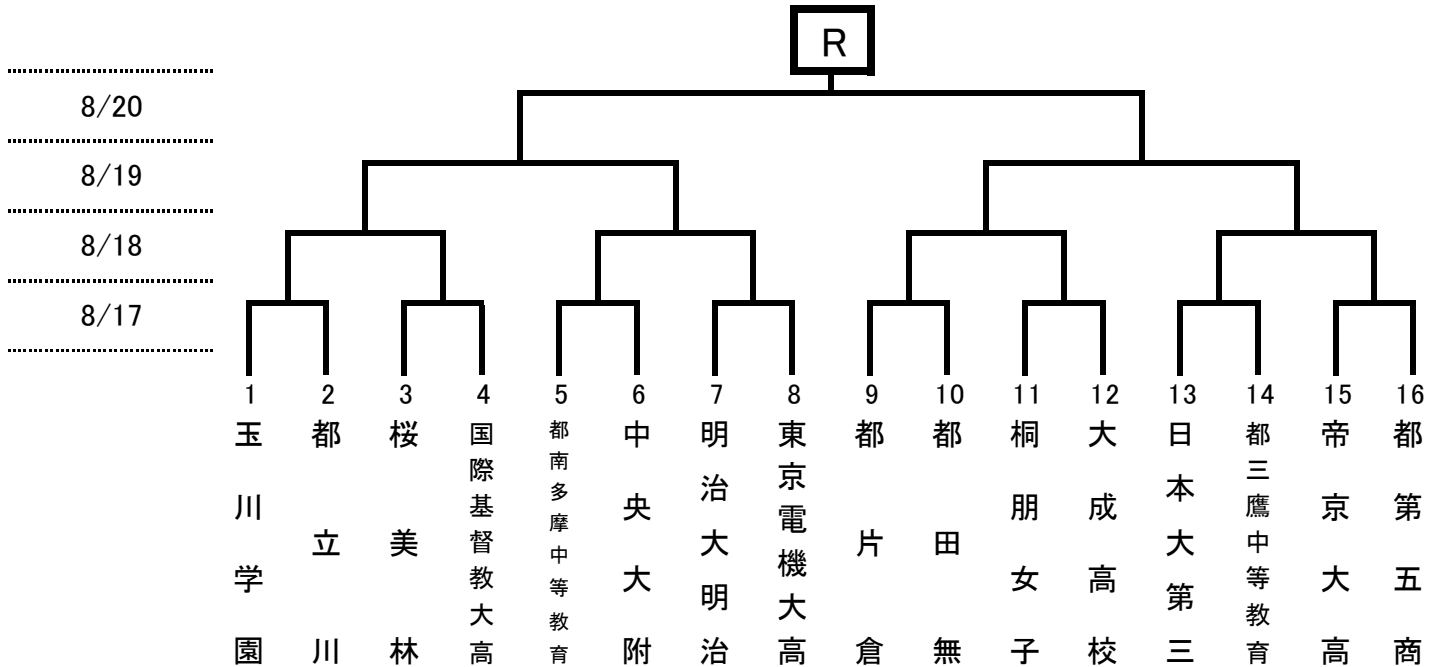 R
8/20
8/19
8/18
8/17
1 2 3 4 5 6 7 8 9 10 11 12 13 14 15 16
玉川学園
都立川
桜美林
国際基督教大高
都南多摩中等教育
中央大附
明治大明治
東京電機大高
都片倉
都田無
桐朋女子
大成高校
日本大第三
都三鷹中等教育
帝京大高
都第五商